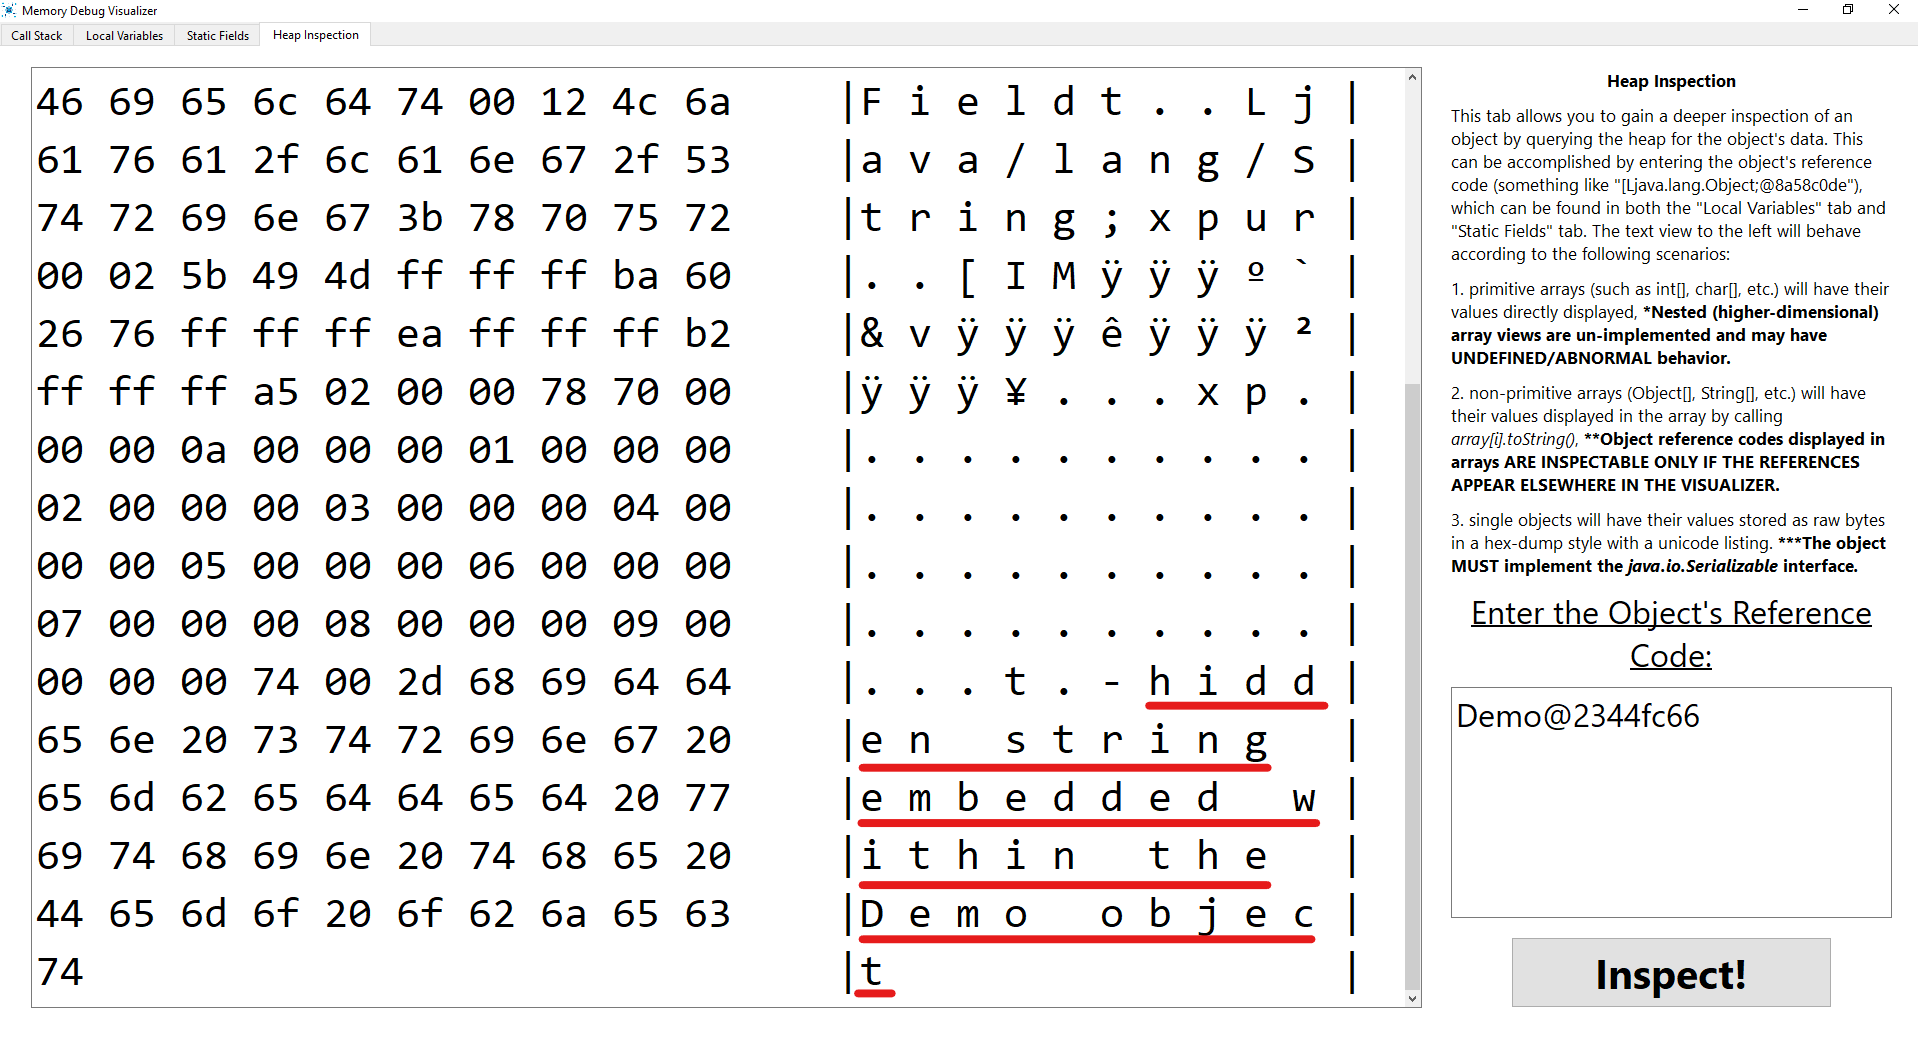 Memory Debug Visualizer
Call Stack Local Variables Static Fields Heap Inspection
46 69 65 6c 64 74 00 12 4c 6a |F i e l d t . . L j |
61 76 61 2f 6c 61 6e 67 2f 53 |a v a / l a n g / S |
74 72 69 6e 67 3b 78 70 75 72 |t r i n g ; x p u r |
00 02 5b 49 4d ff ff ff ba 60 |. . [ I M ÿ ÿ ÿ º ` |
26 76 ff ff ff ea ff ff ff b2 |& v ÿ ÿ ÿ ê ÿ ÿ ÿ ² |
ff ff ff a5 02 00 00 78 70 00 |ÿ ÿ ÿ ¥ . . . x p . |
00 00 0a 00 00 00 01 00 00 00 |. . . . . . . . . . |
02 00 00 00 03 00 00 00 04 00 |. . . . . . . . . . |
00 00 05 00 00 00 06 00 00 00 |. . . . . . . . . . |
07 00 00 00 08 00 00 00 09 00 |. . . . . . . . . . |
00 00 00 74 00 2d 68 69 64 64 |. . . t . - h i d d |
65 6e 20 73 74 72 69 6e 67 20 |e n   s t r i n g   |
65 6d 62 65 64 64 65 64 20 77 |e m b e d d e d   w |
69 74 68 69 6e 20 74 68 65 20 |i t h i n   t h e   |
44 65 6d 6f 20 6f 62 6a 65 63 |D e m o   o b j e c |
74 |t |
Heap Inspection
This tab allows you to gain a deeper inspection of an
object by querying the heap for the object's data. This
can be accomplished by entering the object's reference
code (something like "[Ljava.lang.Object;@8a58c0de"),
which can be found in both the "Local Variables" tab and
"Static Fields" tab. The text view to the left will behave
according to the following scenarios:
1. primitive arrays (such as int[], char[], etc.) will have their
values directly displayed, *Nested (higher-dimensional)
array views are un-implemented and may have
UNDEFINED/ABNORMAL behavior.
2. non-primitive arrays (Object[], String[], etc.) will have
their values displayed in the array by calling
array[i].toString(), **Object reference codes displayed in
arrays ARE INSPECTABLE ONLY IF THE REFERENCES
APPEAR ELSEWHERE IN THE VISUALIZER.
3. single objects will have their values stored as raw bytes
in a hex-dump style with a unicode listing. ***The object
MUST implement the java.io.Serializable interface.
Enter the Object's Reference
Code:
Demo@2344fc66
Inspect!